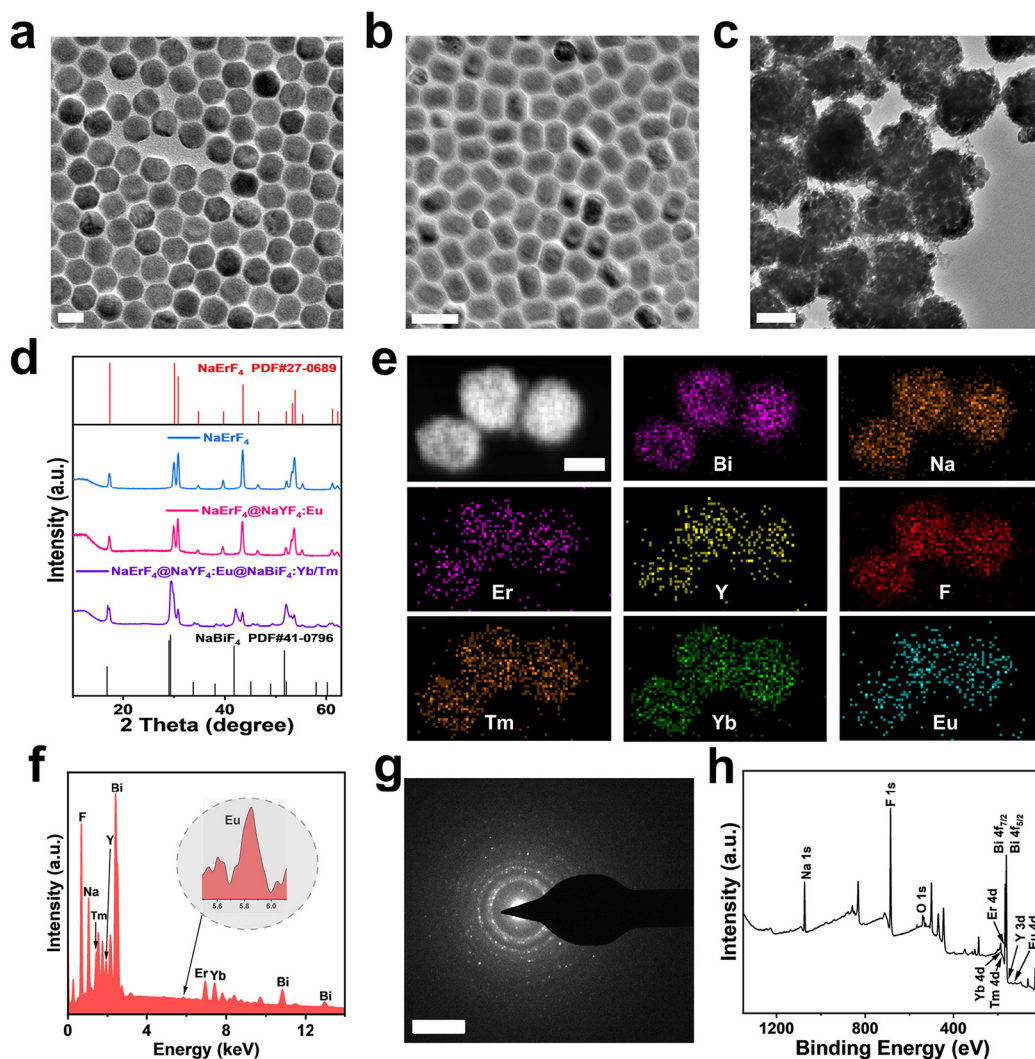 a
b
c
d
NaErF₄ PDF#27-0689
NaErF₄
NaErF₄@NaYF₄:Eu
NaErF₄@NaYF₄:Eu@NaBiF₄:Yb/Tm
NaBiF₄ PDF#41-0796
Intensity (a.u.)
20
40
60
2 Theta (degree)
e
Bi
Na
Er
Y
F
Tm
Yb
Eu
f
F
Na
Tm
Y
Bi
Eu
5.6
5.8
6.0
Er
Yb
Bi
Bi
Intensity (a.u.)
0
4
8
12
Energy (keV)
g
h
Na 1s
F 1s
O 1s
Yb 4d
Tm 4d
Er 4d
Bi 4f₇/₂
Bi 4f₅/₂
Y 3d
Eu 4d
Intensity (a.u.)
1200
800
400
Binding Energy (eV)